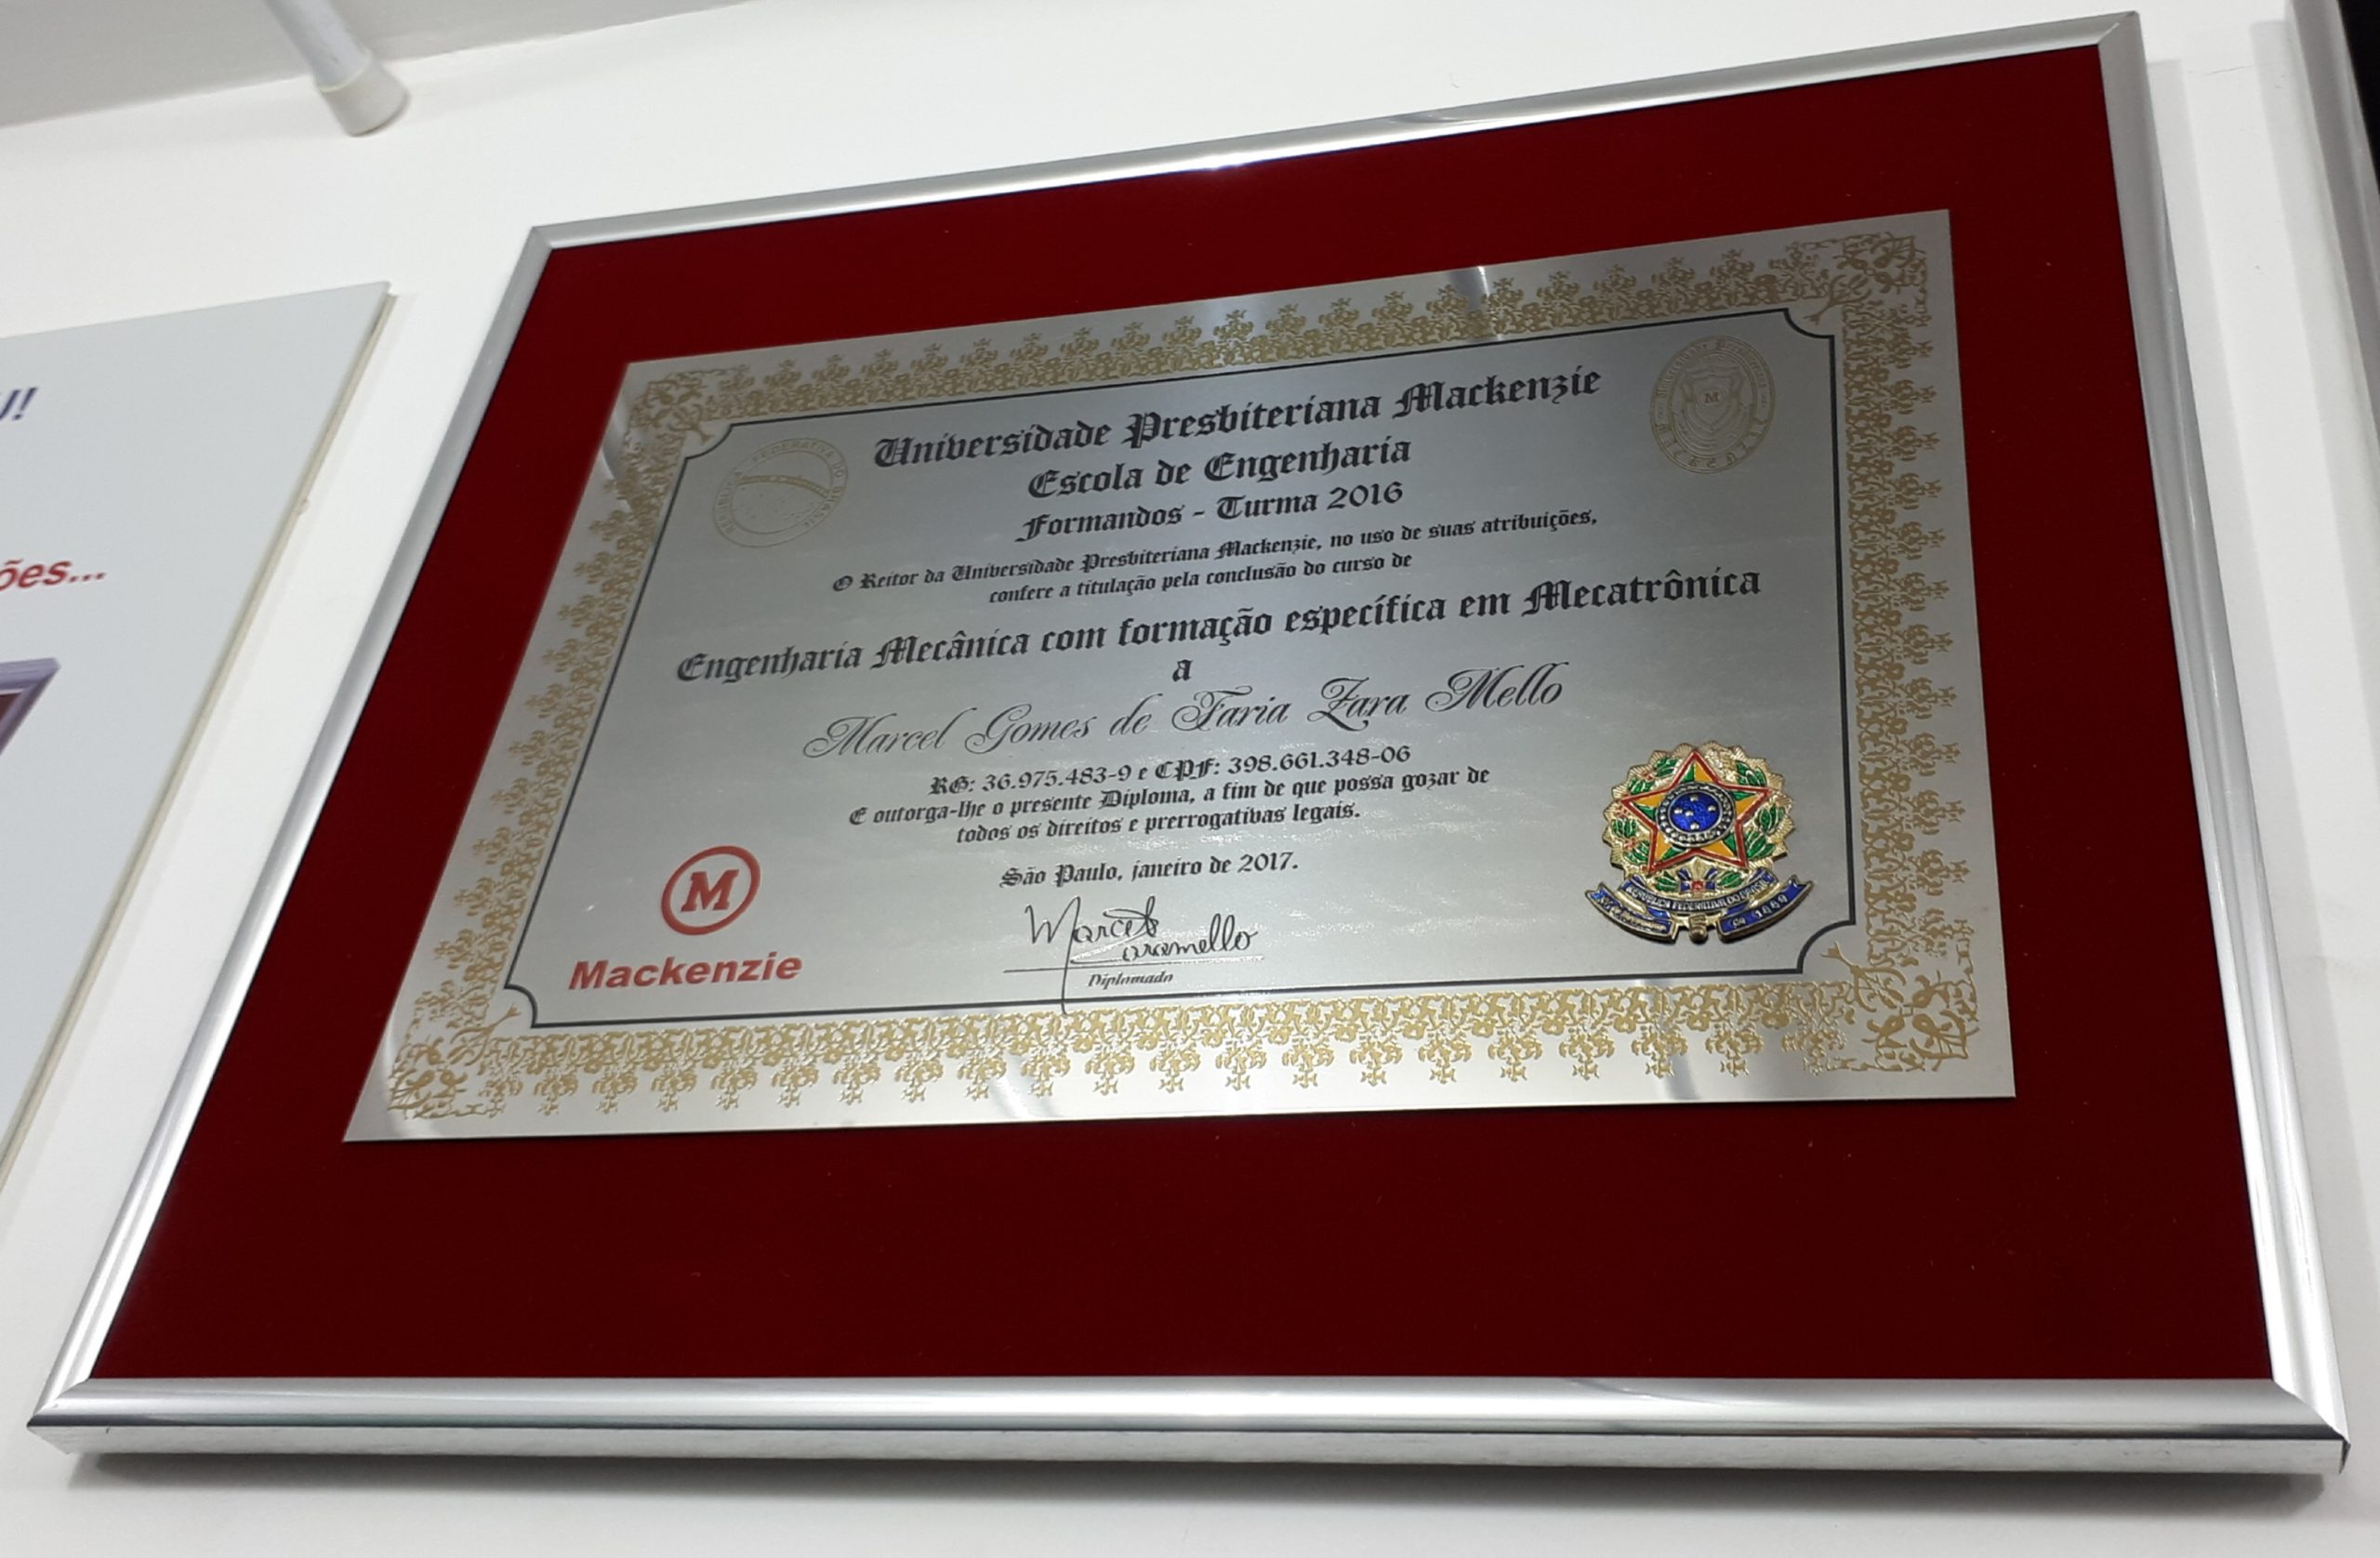 Universidade Presbiteriana Mackenzie
Escola de Engenharia
Formandos - Turma 2016
O Reitor da Universidade Presbiteriana Mackenzie, no uso de suas atribuições,
confere a titulação pela conclusão do curso de
Engenharia Mecânica com formação específica em Mecatrônica
a
Marcel Gomes de Faria Zara Mello
RG: 36.975.483-9 e CPF: 398.661.348-06
E outorga-lhe o presente Diploma, a fim de que possa gozar de
todos os direitos e prerrogativas legais.
São Paulo, janeiro de 2017.
Diplomado
M
Mackenzie
ões...